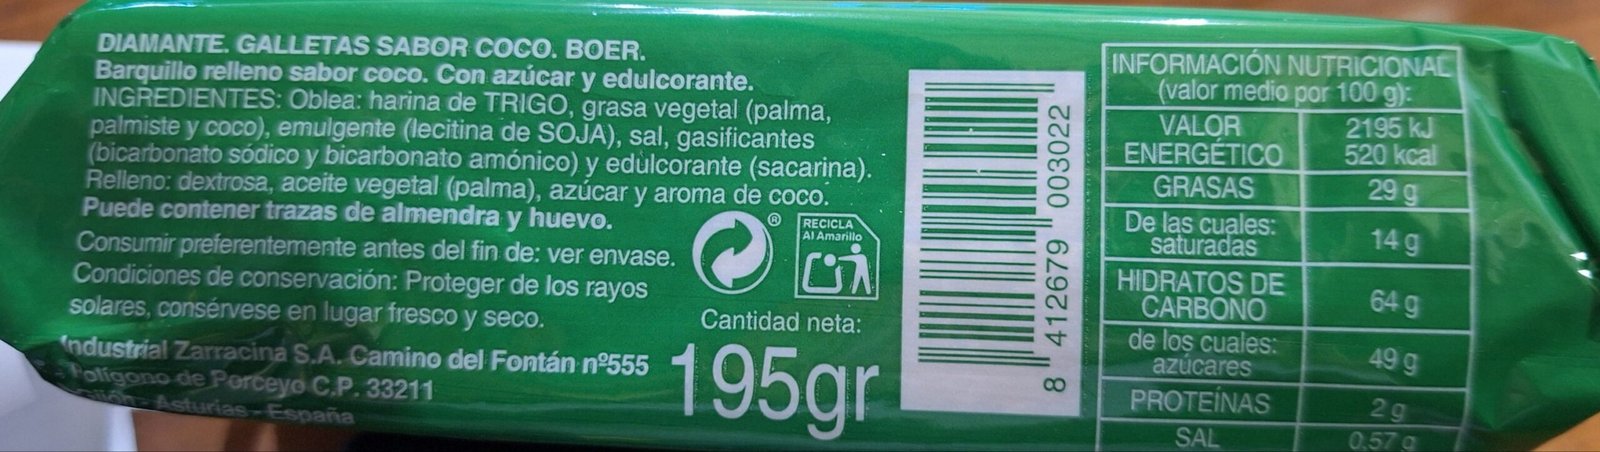 DIAMANTE. GALLETAS SABOR COCO. BOER.
Barquillo relleno sabor coco. Con azúcar y edulcorante.
INGREDIENTES: Oblea: harina de TRIGO, grasa vegetal (palma,
palmiste y coco), emulgente (lecitina de SOJA), sal, gasificantes
(bicarbonato sódico y bicarbonato amónico) y edulcorante (sacarina).
Relleno: dextrosa, aceite vegetal (palma), azúcar y aroma de coco.
Puede contener trazas de almendra y huevo.
Consumir preferentemente antes del fin de: ver envase.
Condiciones de conservación: Proteger de los rayos
solares, consérvese en lugar fresco y seco.
Industrial Zarracina S.A. Camino del Fontán nº555
Polígono de Porceyo C.P. 33211
Asturias - España
®
RECICLA
Al Amarillo
Cantidad neta:
195gr
8 412679 003022
INFORMACIÓN NUTRICIONAL
(valor medio por 100 g):
VALOR ENERGÉTICO 2195 kJ 520 kcal
GRASAS 29 g
De las cuales: saturadas 14 g
HIDRATOS DE CARBONO 64 g
de los cuales: azúcares 49 g
PROTEÍNAS 2 g
SAL 0,57 g